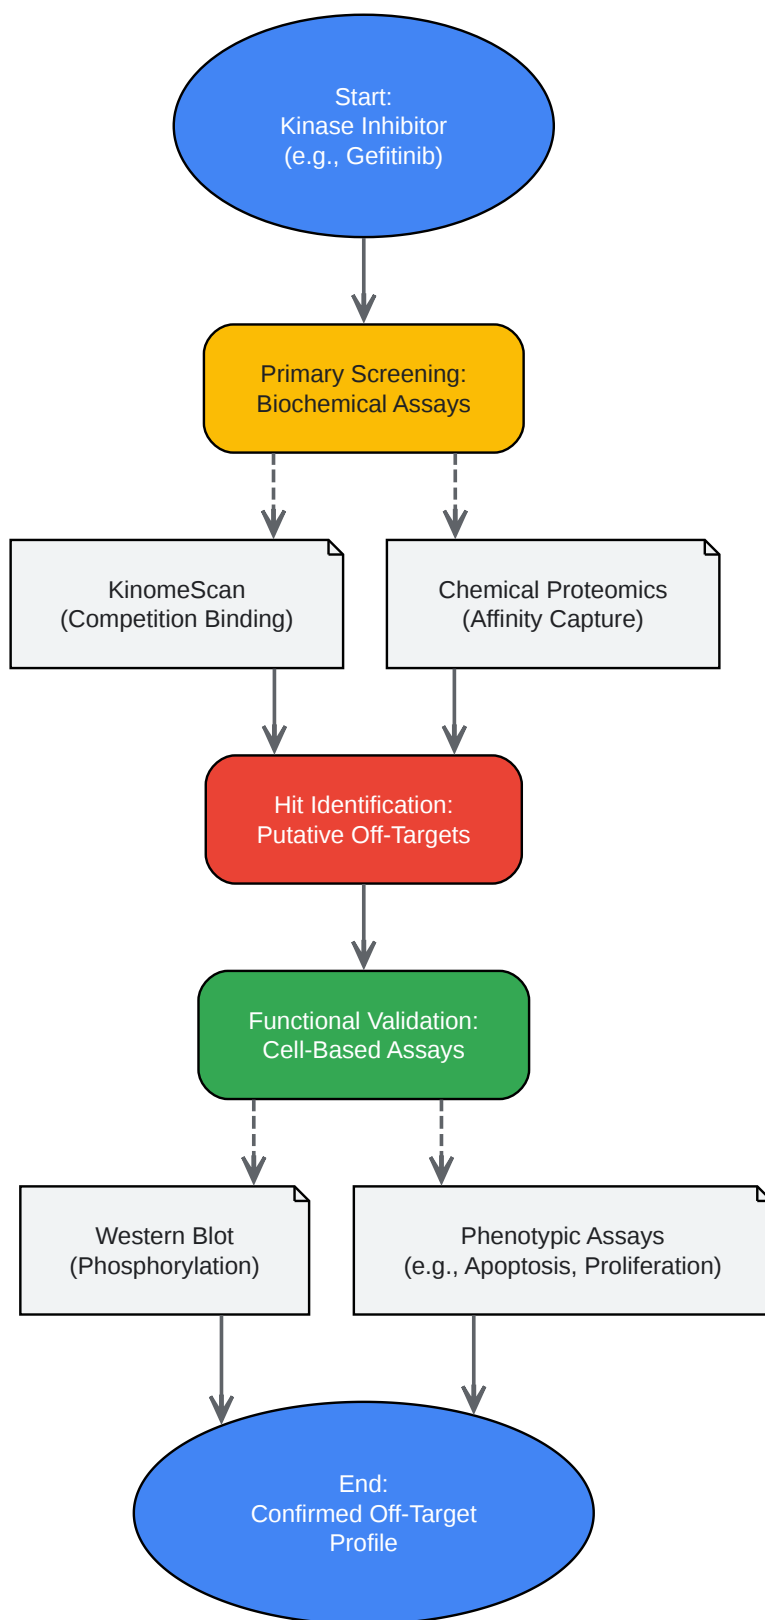 Start:
Kinase Inhibitor
(e.g., Gefitinib)
Primary Screening:
Biochemical Assays
KinomeScan
(Competition Binding)
Chemical Proteomics
(Affinity Capture)
Hit Identification:
Putative Off-Targets
Functional Validation:
Cell-Based Assays
Western Blot
(Phosphorylation)
Phenotypic Assays
(e.g., Apoptosis, Proliferation)
End:
Confirmed Off-Target
Profile